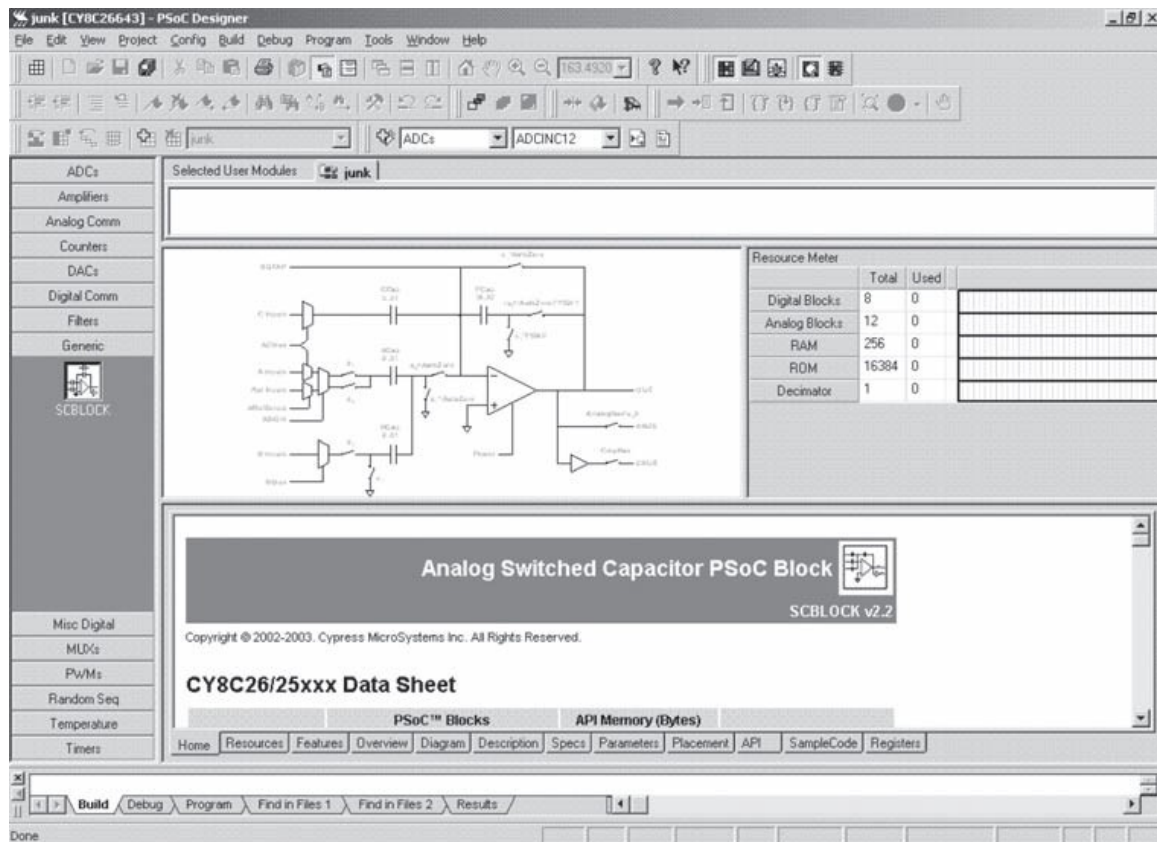 junk [CY8C26643] - PSoC Designer
File Edit View Project Config Build Debug Program Tools Window Help
163.4920
junk ADCs ADCINC12
ADCs
Amplifiers
Analog Comm
Counters
DACs
Digital Comm
Filters
Generic
SCBLOCK
Misc Digital
MUXs
PWMs
Random Seq
Temperature
Timers
Selected User Modules junk
Resource Meter
Total Used
Digital Blocks 8 0
Analog Blocks 12 0
RAM 256 0
ROM 16384 0
Decimator 1 0
Analog Switched Capacitor PSoC Block
SCBLOCK v2.2
Copyright © 2002-2003. Cypress MicroSystems Inc. All Rights Reserved.
CY8C26/25xxx Data Sheet
PSoC™ Blocks API Memory (Bytes)
Home Resources Features Overview Diagram Description Specs Parameters Placement API SampleCode Registers
Build Debug Program Find in Files 1 Find in Files 2 Results
Done